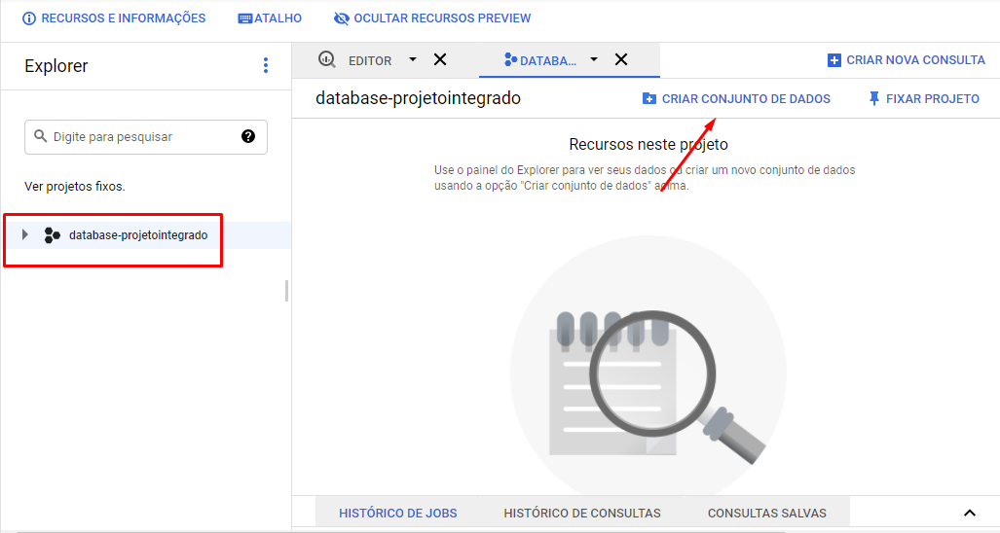 RECURSOS E INFORMAÇÕES
ATALHO
OCULTAR RECURSOS PREVIEW
Explorer
EDITOR
DATABA...
CRIAR NOVA CONSULTA
database-projetointegrado
CRIAR CONJUNTO DE DADOS
FIXAR PROJETO
Digite para pesquisar
Ver projetos fixos.
database-projetointegrado
Recursos neste projeto
Use o painel do Explorer para ver seus dados ou criar um novo conjunto de dados
usando a opção "Criar conjunto de dados" acima.
HISTÓRICO DE JOBS
HISTÓRICO DE CONSULTAS
CONSULTAS SALVAS